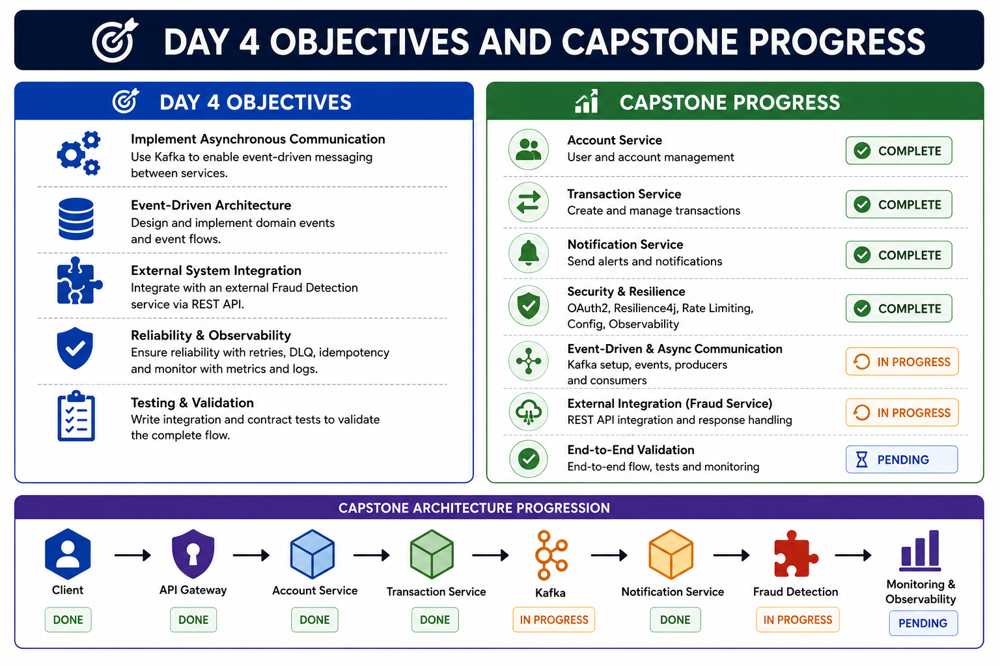 DAY 4 OBJECTIVES AND CAPSTONE PROGRESS
DAY 4 OBJECTIVES
Implement Asynchronous Communication
Use Kafka to enable event-driven messaging
between services.
Event-Driven Architecture
Design and implement domain events
and event flows.
External System Integration
Integrate with an external Fraud Detection
service via REST API.
Reliability & Observability
Ensure reliability with retries, DLQ, idempotency
and monitor with metrics and logs.
Testing & Validation
Write integration and contract tests to validate
the complete flow.
CAPSTONE PROGRESS
Account Service
User and account management
COMPLETE
Transaction Service
Create and manage transactions
COMPLETE
Notification Service
Send alerts and notifications
COMPLETE
Security & Resilience
OAuth2, Resilience4j, Rate Limiting,
Config, Observability
COMPLETE
Event-Driven & Async Communication
Kafka setup, events, producers
and consumers
IN PROGRESS
External Integration (Fraud Service)
REST API integration and response handling
IN PROGRESS
End-to-End Validation
End-to-end flow, tests and monitoring
PENDING
CAPSTONE ARCHITECTURE PROGRESSION
Client
DONE
API Gateway
DONE
Account Service
DONE
Transaction Service
DONE
Kafka
IN PROGRESS
Notification Service
DONE
Fraud Detection
IN PROGRESS
Monitoring &
Observability
PENDING